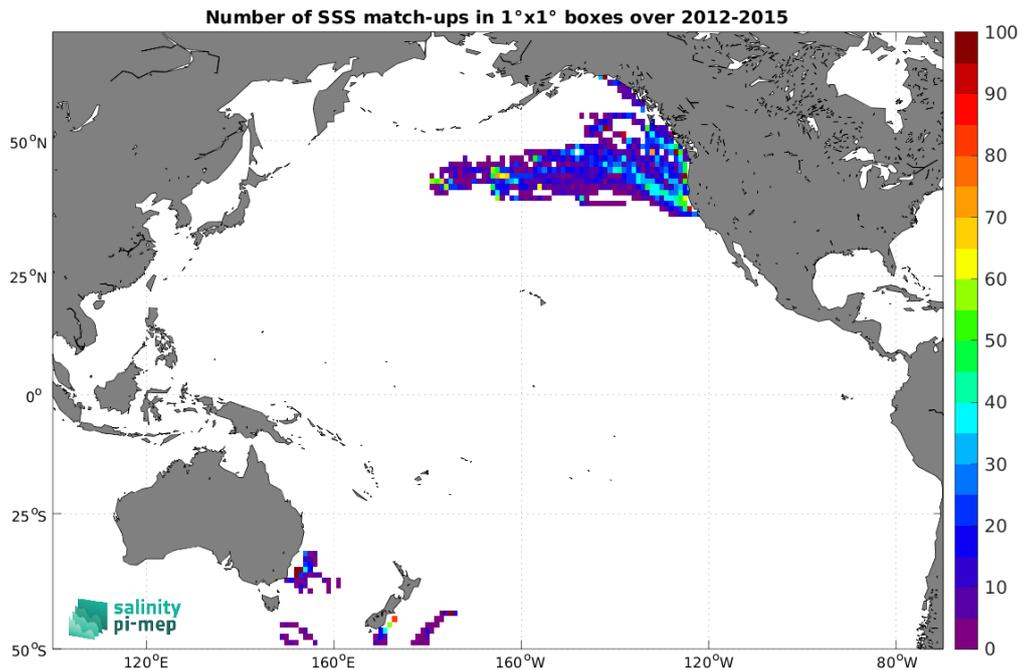 Number of SSS match-ups in 1°x1° boxes over 2012-2015
100
90
80
70
60
50
40
30
20
10
0
50°N
25°N
0°
25°S
50°S
120°E
160°E
160°W
120°W
80°W
salinity
pi-mep